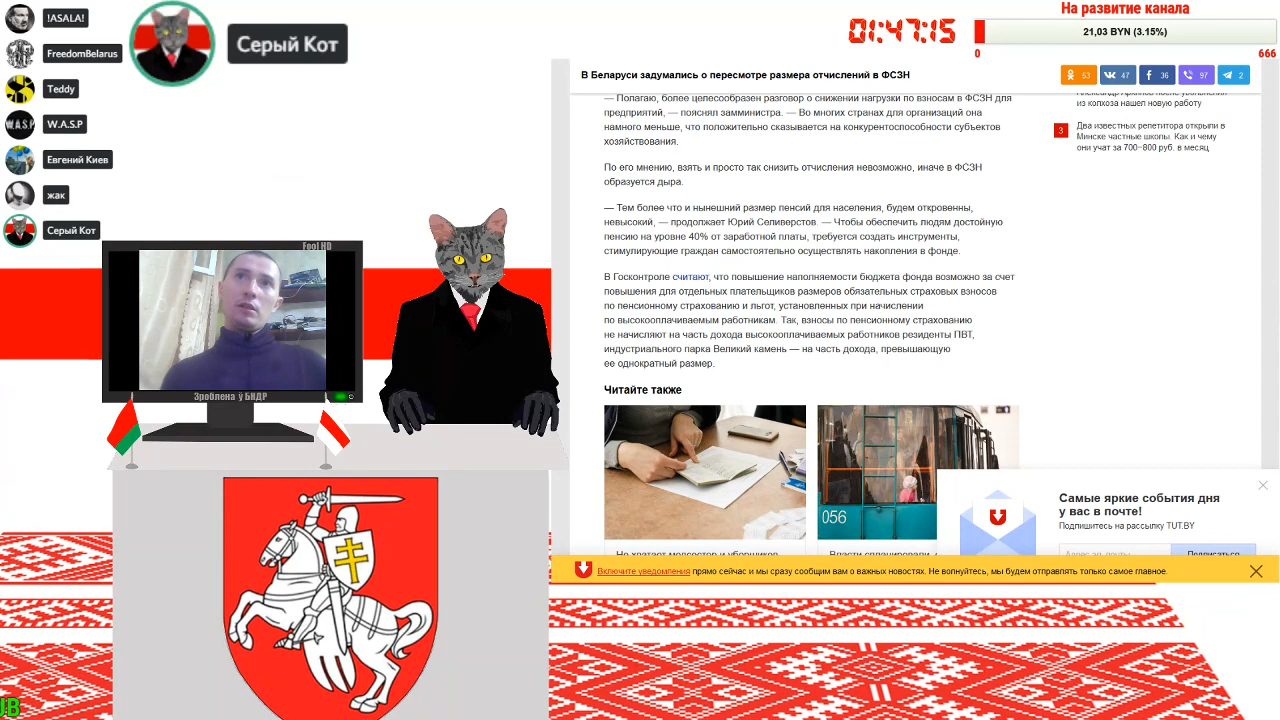 !ASALA!
FreedomBelarus
Teddy
W.A.S.P
W.A.S.P
Евгений Киев
жак
Серый Кот
Серый Кот
01:47:15
На развитие канала
21,03 BYN (3.15%)
0
666
Fool HD
Зроблена ў БНДР
В Беларуси задумались о пересмотре размера отчислений в ФСЗН
63
47
36
97
2
— Полагаю, более целесообразен разговор о снижении нагрузки по взносам в ФСЗН для
предприятий, — пояснял замминистра. — Во многих странах для организаций она
намного меньше, что положительно сказывается на конкурентоспособности субъектов
хозяйствования.
По его мнению, взять и просто так снизить отчисления невозможно, иначе в ФСЗН
образуется дыра.
— Тем более что и нынешний размер пенсий для населения, будем откровенны,
невысокий, — продолжает Юрий Селиверстов. — Чтобы обеспечить людям достойную
пенсию на уровне 40% от заработной платы, требуется создать инструменты,
стимулирующие граждан самостоятельно осуществлять накопления в фонде.
В Госконтроле считают, что повышение наполняемости бюджета фонда возможно за счет
повышения для отдельных плательщиков размеров обязательных страховых взносов
по пенсионному страхованию и льгот, установленных при начислении
по высокооплачиваемым работникам. Так, взносы по пенсионному страхованию
не начисляют на часть дохода высокооплачиваемых работников резиденты ПВТ,
индустриального парка Великий камень — на часть дохода, превышающую
ее однократный размер.
Читайте также
056
из колхоза нашел новую работу
3
Два известных репетитора открыли в
Минске частные школы. Как и чему
они учат за 700–800 руб. в месяц
Самые яркие события дня
у вас в почте!
Подпишитесь на рассылку TUT.BY
Адрес эл. почты
Подписаться
Включите уведомления прямо сейчас и мы сразу сообщим вам о важных новостях. Не волнуйтесь, мы будем отправлять только самое главное.